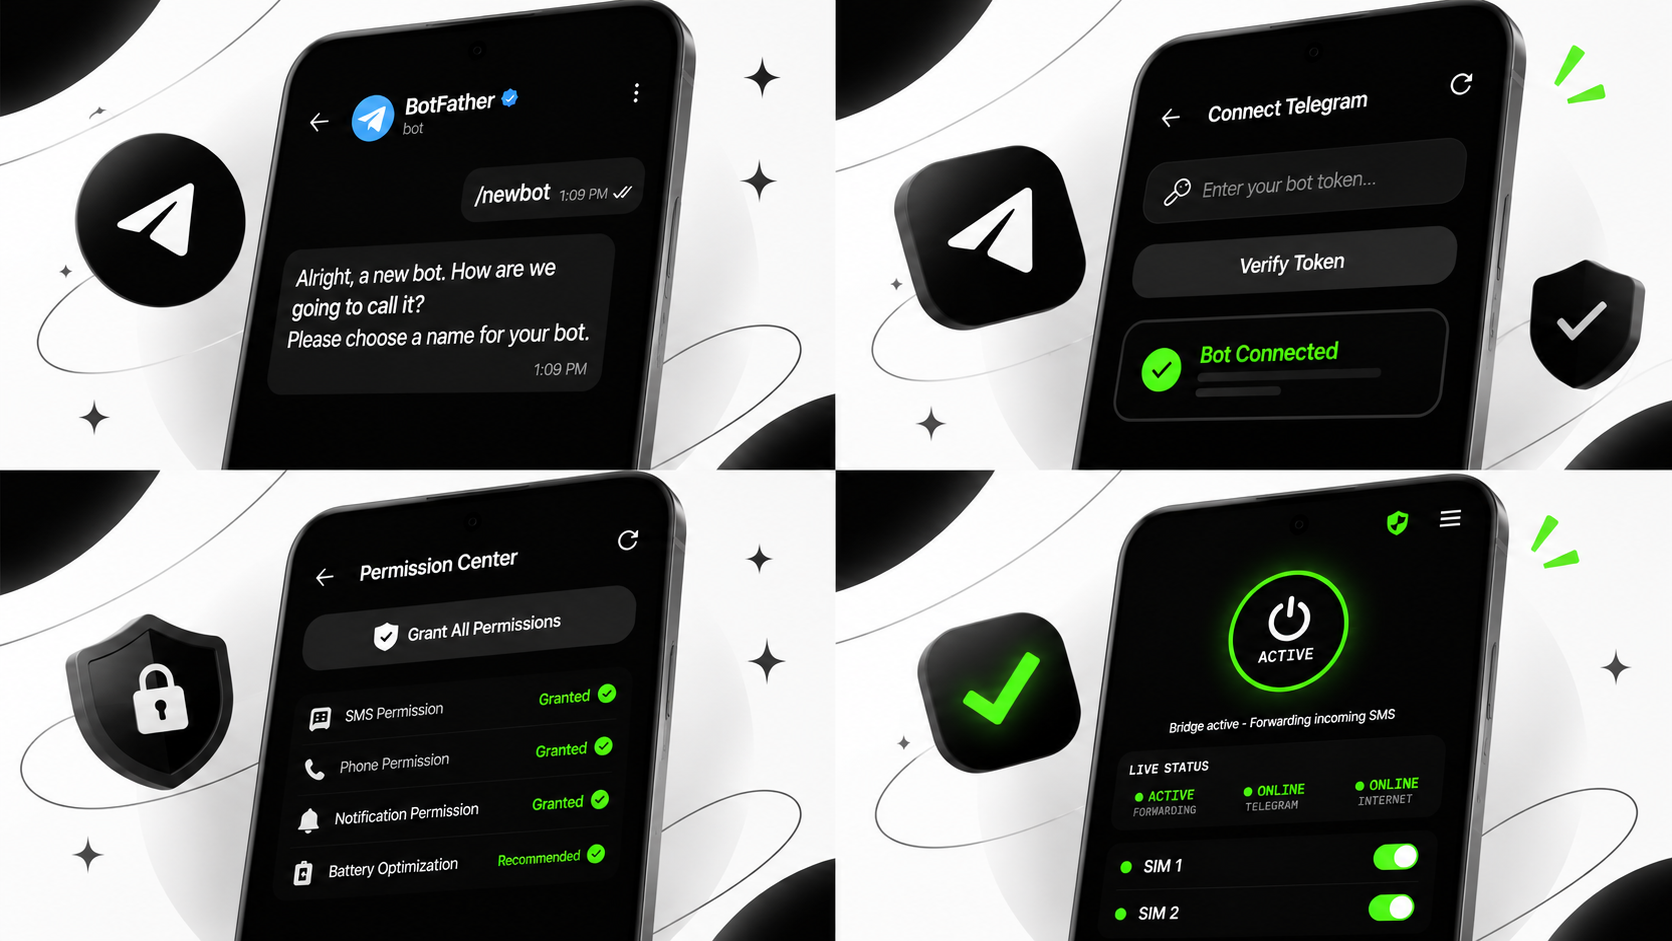 BotFather
bot
/newbot 1:09 PM
Alright, a new bot. How are we
going to call it?
Please choose a name for your bot.
1:09 PM
Connect Telegram
Enter your bot token...
Verify Token
Bot Connected
Permission Center
Grant All Permissions
SMS Permission Granted
Phone Permission Granted
Notification Permission Granted
Battery Optimization Recommended
ACTIVE
Bridge active - Forwarding incoming SMS
LIVE STATUS
ACTIVE ONLINE ONLINE
FORWARDING TELEGRAM INTERNET
SIM 1
SIM 2